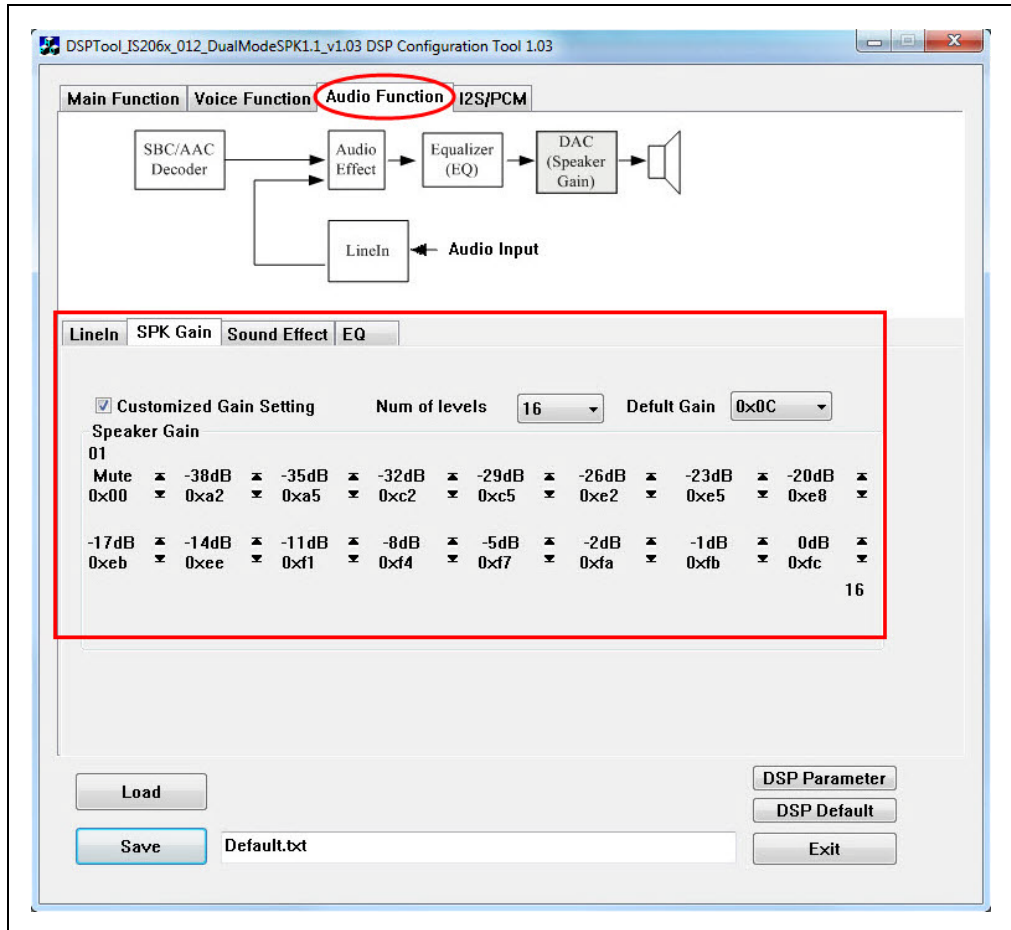 DSPTool_IS206x_012_DualModeSPK1.1_v1.03 DSP Configuration Tool 1.03
Main Function Voice Function Audio Function I2S/PCM
SBC/AAC
Decoder
Audio
Effect
Equalizer
(EQ)
DAC
(Speaker
Gain)
LineIn
Audio Input
LineIn SPK Gain Sound Effect EQ
Customized Gain Setting Num of levels 16 Defult Gain 0x0C
Speaker Gain
01
Mute -38dB -35dB -32dB -29dB -26dB -23dB -20dB
0x00 0xa2 0xa5 0xc2 0xc5 0xe2 0xe5 0xe8
-17dB -14dB -11dB -8dB -5dB -2dB -1dB 0dB
0xeb 0xee 0xf1 0xf4 0xf7 0xfa 0xfb 0xfc
16
Load
DSP Parameter
DSP Default
Save Default.txt Exit